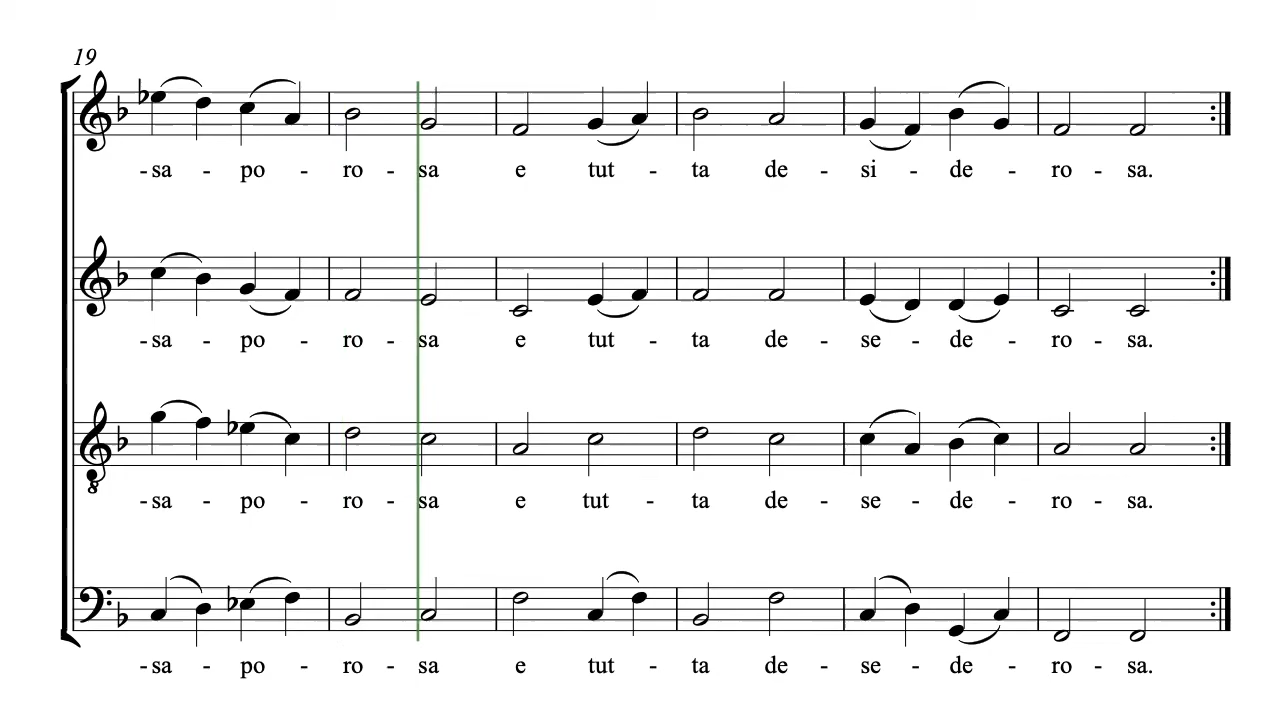 19
-sa - po - ro - sa e tut - ta de - si - de - ro - sa.
-sa - po - ro - sa e tut - ta de - se - de - ro - sa.
-sa - po - ro - sa e tut - ta de - se - de - ro - sa.
8
-sa - po - ro - sa e tut - ta de - se - de - ro - sa.